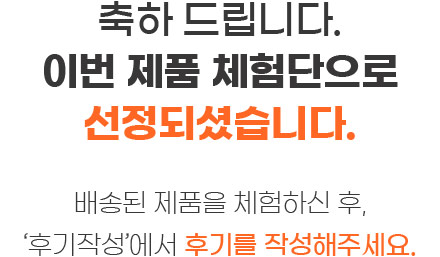 축하 드립니다.
이번 제품 체험단으로
선정되셨습니다.
배송된 제품을 체험하신 후,
‘후기작성’에서 후기를 작성해주세요.